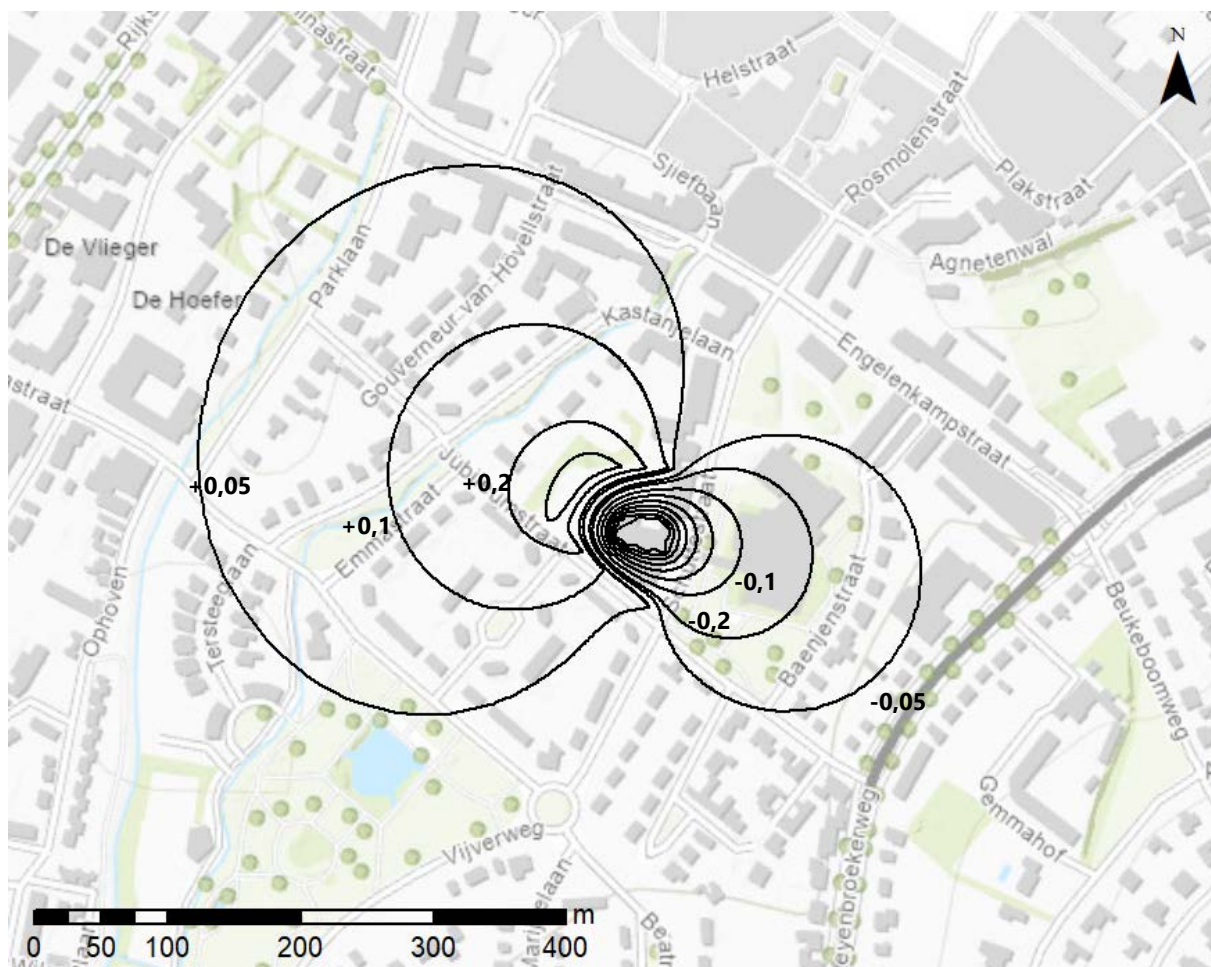 N
Rijks
Helstraat
Sjiefbaan
Rosmolenstraat
Plakstraat
De Vlieger
Parklaan
Gouverneur van Hövellstraat
Agnetenwal
De Hoefer
Kastanjelaan
Engelenkampstraat
+0,05
+0,1
+0,2
Emmastraat
Ophoven
-0,1
-0,2
Baenjenstraat
Beukeboomweg
-0,05
Gemmahof
Vijverweg
m
0 50 100 200 300 400